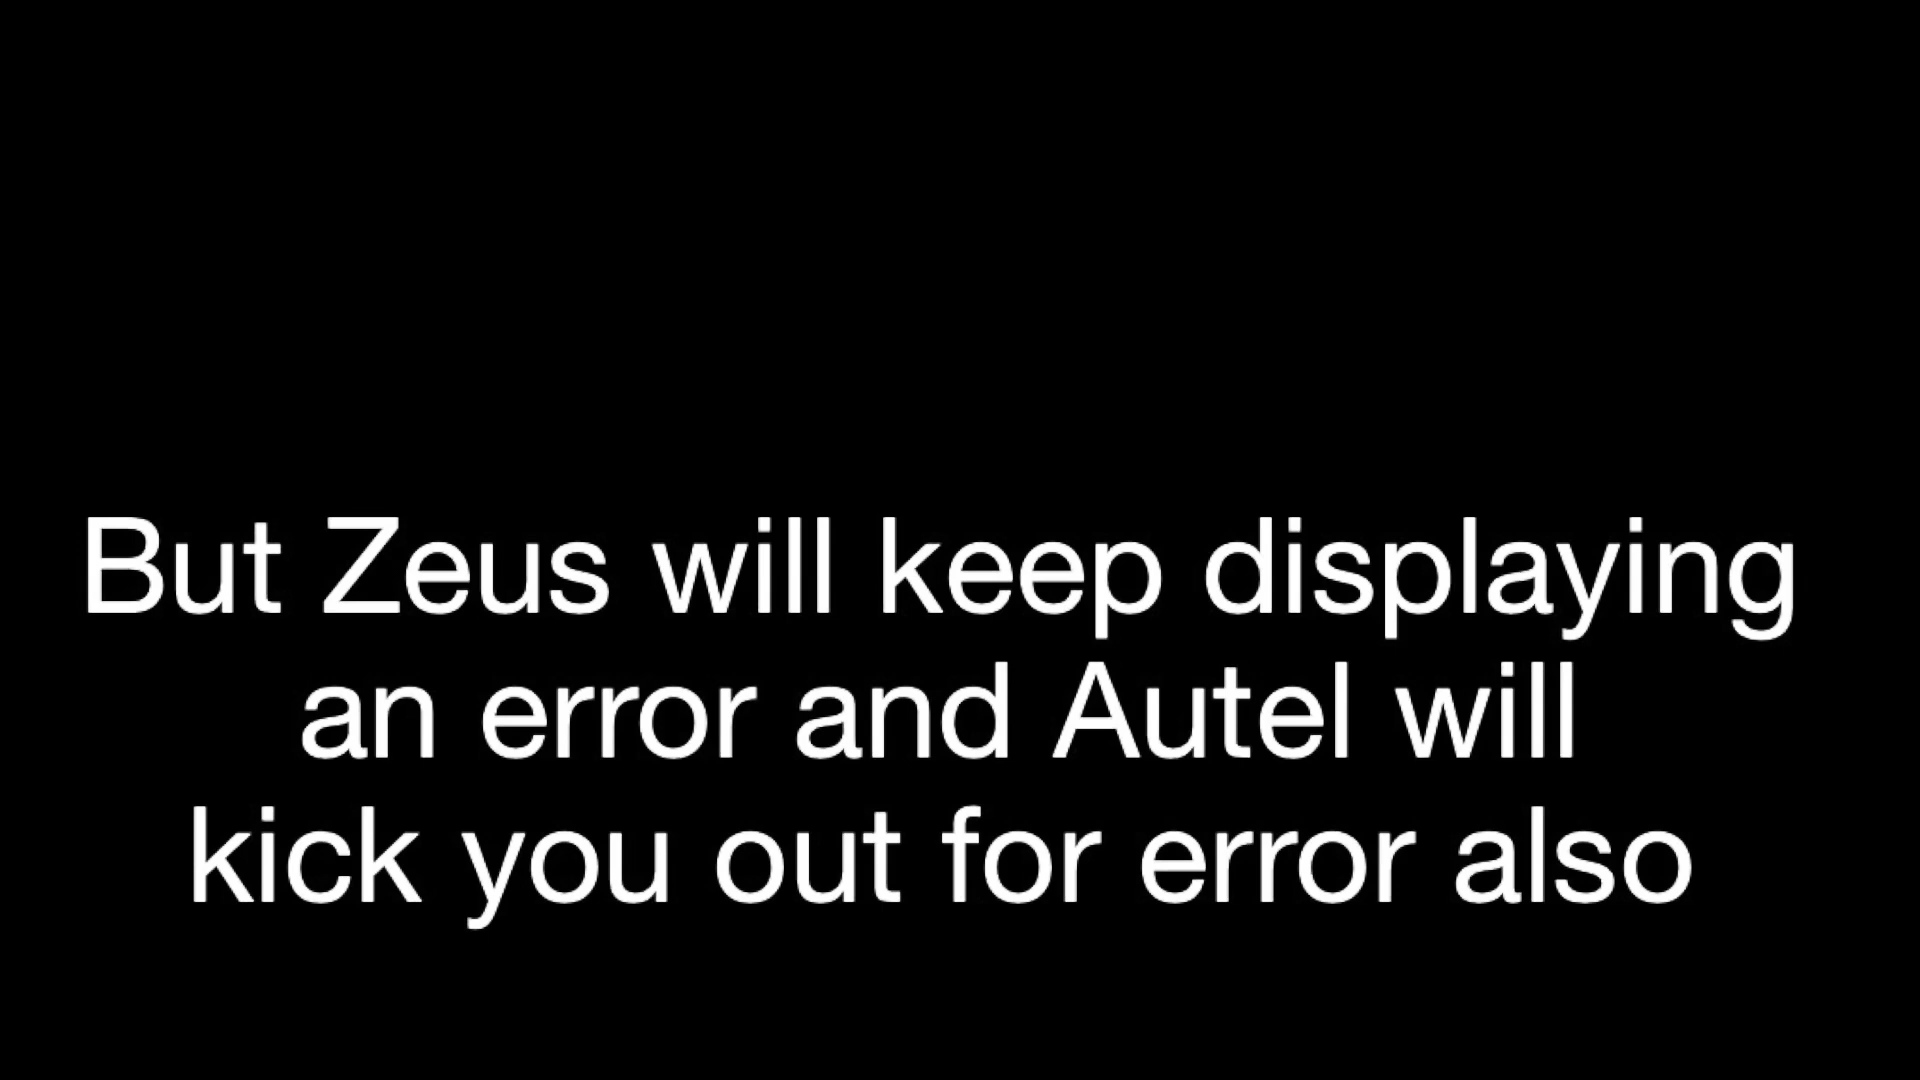 But Zeus will keep displaying
an error and Autel will
kick you out for error also